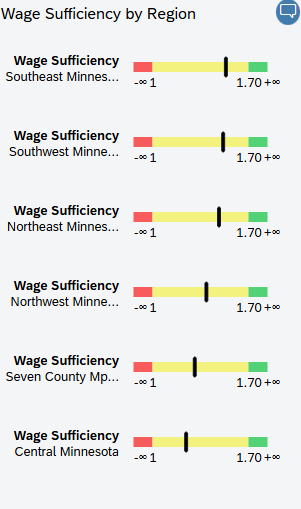 Wage Sufficiency by Region
Wage Sufficiency
Southeast Minnes...
-∞ 1 1.70 +∞
Wage Sufficiency
Southwest Minne...
-∞ 1 1.70 +∞
Wage Sufficiency
Northeast Minnes...
-∞ 1 1.70 +∞
Wage Sufficiency
Northwest Minne...
-∞ 1 1.70 +∞
Wage Sufficiency
Seven County Mp...
-∞ 1 1.70 +∞
Wage Sufficiency
Central Minnesota
-∞ 1 1.70 +∞